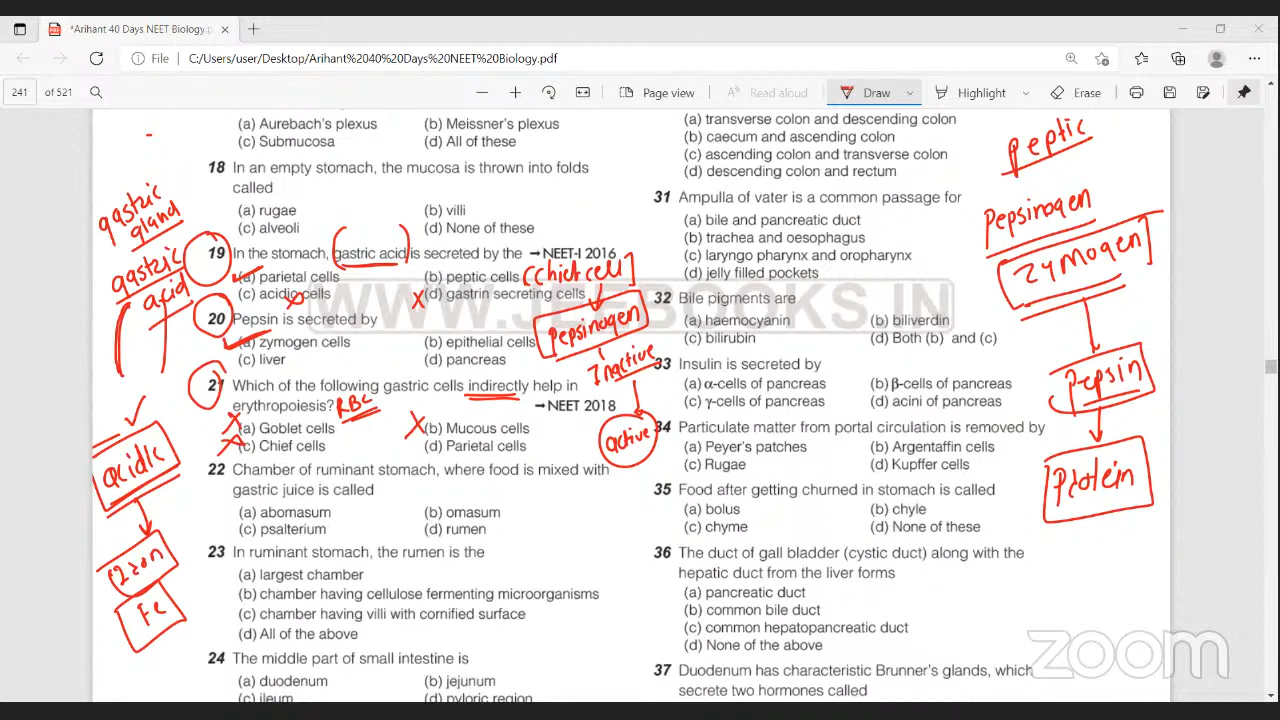 *Arihant 40 Days NEET Biology.p
File
C:/Users/user/Desktop/Arihant%2040%20Days%20NEET%20Biology.pdf
241 of 521
Page view
Read aloud
Draw
Highlight
Erase
(a) Aurebach's plexus (b) Meissner's plexus
(c) Submucosa (d) All of these
18 In an empty stomach, the mucosa is thrown into folds
called
(a) rugae (b) villi
(c) alveoli (d) None of these
19 In the stomach, gastric acid is secreted by the → NEET-I 2016
(a) parietal cells (b) peptic cells
(c) acidic cells (d) gastrin secreting cells
20 Pepsin is secreted by
(a) zymogen cells (b) epithelial cells
(c) liver (d) pancreas
21 Which of the following gastric cells indirectly help in
erythropoiesis? → NEET 2018
(a) Goblet cells (b) Mucous cells
(c) Chief cells (d) Parietal cells
22 Chamber of ruminant stomach, where food is mixed with
gastric juice is called
(a) abomasum (b) omasum
(c) psalterium (d) rumen
23 In ruminant stomach, the rumen is the
(a) largest chamber
(b) chamber having cellulose fermenting microorganisms
(c) chamber having villi with cornified surface
(d) All of the above
24 The middle part of small intestine is
(a) duodenum (b) jejunum
(c) ileum (d) pyloric region
(a) transverse colon and descending colon
(b) caecum and ascending colon
(c) ascending colon and transverse colon
(d) descending colon and rectum
31 Ampulla of vater is a common passage for
(a) bile and pancreatic duct
(b) trachea and oesophagus
(c) laryngo pharynx and oropharynx
(d) jelly filled pockets
32 Bile pigments are
(a) haemocyanin (b) biliverdin
(c) bilirubin (d) Both (b) and (c)
33 Insulin is secreted by
(a) α-cells of pancreas (b) β-cells of pancreas
(c) γ-cells of pancreas (d) acini of pancreas
34 Particulate matter from portal circulation is removed by
(a) Peyer's patches (b) Argentaffin cells
(c) Rugae (d) Kupffer cells
35 Food after getting churned in stomach is called
(a) bolus (b) chyle
(c) chyme (d) None of these
36 The duct of gall bladder (cystic duct) along with the
hepatic duct from the liver forms
(a) pancreatic duct
(b) common bile duct
(c) common hepatopancreatic duct
(d) None of the above
37 Duodenum has characteristic Brunner's glands, which
secrete two hormones called
gastric
gland
gastric
acid
acidic
Iron
Fe
RBC
(Chief cell]
Pepsinogen
Inactive
active
peptic
Pepsinogen
Zymogen
Pepsin
Protein
WWW.JEEBOOKS.IN
zoom